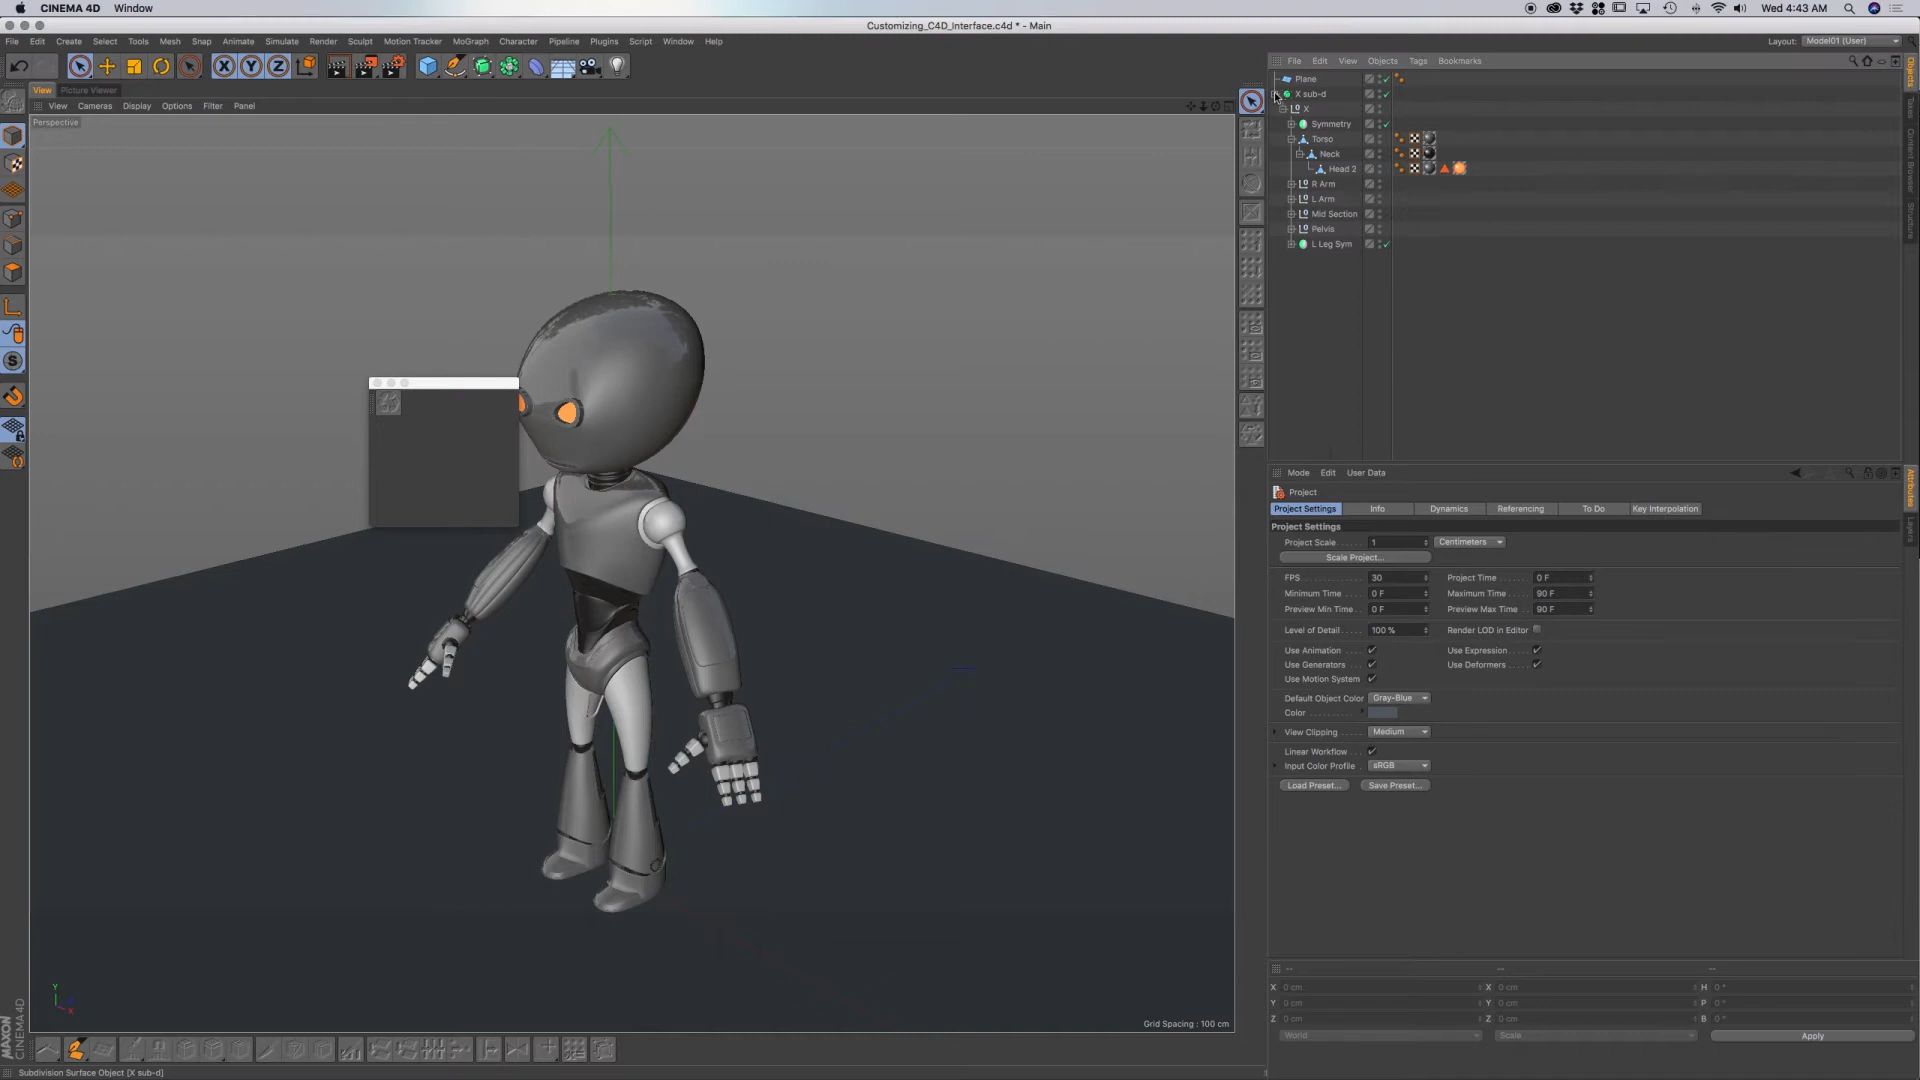 CINEMA 4D Window Wed 4:43 AM
Customizing_C4D_Interface.c4d * - Main
File Edit Create Select Tools Mesh Snap Animate Simulate Render Sculpt Motion Tracker MoGraph Character Pipeline Plugins Script Window Help Layout: Model01 (User)
File Edit View Objects Tags Bookmarks
View Picture Viewer
View Cameras Display Options Filter Panel
Perspective
Plane
X sub-d
X
Symmetry
Torso
Neck
Head 2
R Arm
L Arm
Mid Section
Pelvis
L Leg Sym
Objects
Takes
Content Browser
Structure
Mode Edit User Data
Project
Project Settings Info Dynamics Referencing To Do Key Interpolation
Project Settings
Project Scale 1 Centimeters
Scale Project...
FPS 30 Project Time 0 F
Minimum Time 0 F Maximum Time 90 F
Preview Min Time 0 F Preview Max Time 90 F
Level of Detail 100 % Render LOD in Editor
Use Animation Use Expression
Use Generators Use Deformers
Use Motion System
Default Object Color Gray-Blue
Color
View Clipping Medium
Linear Workflow
Input Color Profile sRGB
Load Preset... Save Preset...
Attributes
Layers
-- -- --
X 0 cm X 0 cm H 0 °
Y 0 cm Y 0 cm P 0 °
Z 0 cm Z 0 cm B 0 °
World Scale Apply
Y
X
Grid Spacing : 100 cm
MAXON
CINEMA 4D
Subdivision Surface Object [X sub-d]